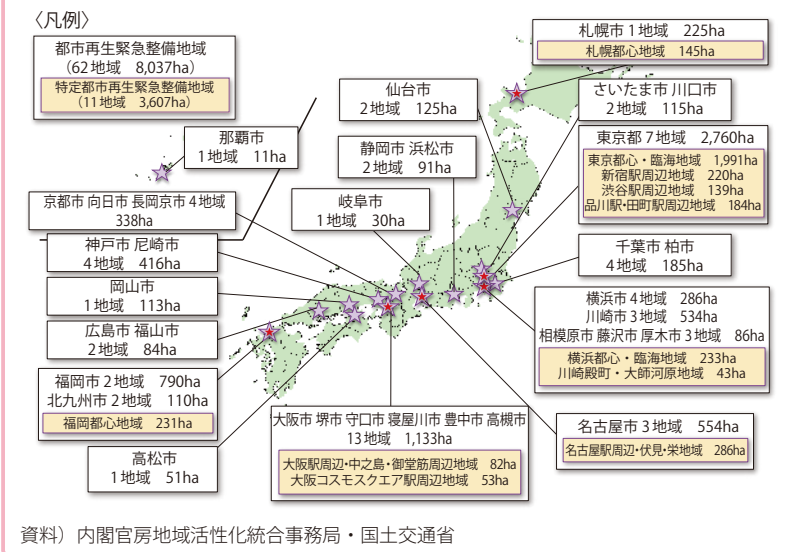 〈凡例〉
都市再生緊急整備地域
（62地域 8,037ha）
特定都市再生緊急整備地域
（11地域 3,607ha）
札幌市 1地域 225ha
札幌都心地域 145ha
仙台市
2地域 125ha
さいたま市 川口市
2地域 115ha
那覇市
1地域 11ha
静岡市 浜松市
2地域 91ha
東京都 7地域 2,760ha
東京都心・臨海地域 1,991ha
新宿駅周辺地域 220ha
渋谷駅周辺地域 139ha
品川駅・田町駅周辺地域 184ha
京都市 向日市 長岡京市 4地域
338ha
岐阜市
1地域 30ha
神戸市 尼崎市
4地域 416ha
千葉市 柏市
4地域 185ha
岡山市
1地域 113ha
横浜市 4地域 286ha
川崎市 3地域 534ha
相模原市 藤沢市 厚木市 3地域 86ha
横浜都心・臨海地域 233ha
川崎殿町・大師河原地域 43ha
広島市 福山市
2地域 84ha
福岡市 2地域 790ha
北九州市 2地域 110ha
福岡都心地域 231ha
大阪市 堺市 守口市 寝屋川市 豊中市 高槻市
13地域 1,133ha
大阪駅周辺・中之島・御堂筋周辺地域 82ha
大阪コスモスクエア駅周辺地域 53ha
名古屋市 3地域 554ha
名古屋駅周辺・伏見・栄地域 286ha
高松市
1地域 51ha
資料）内閣官房地域活性化統合事務局・国土交通省